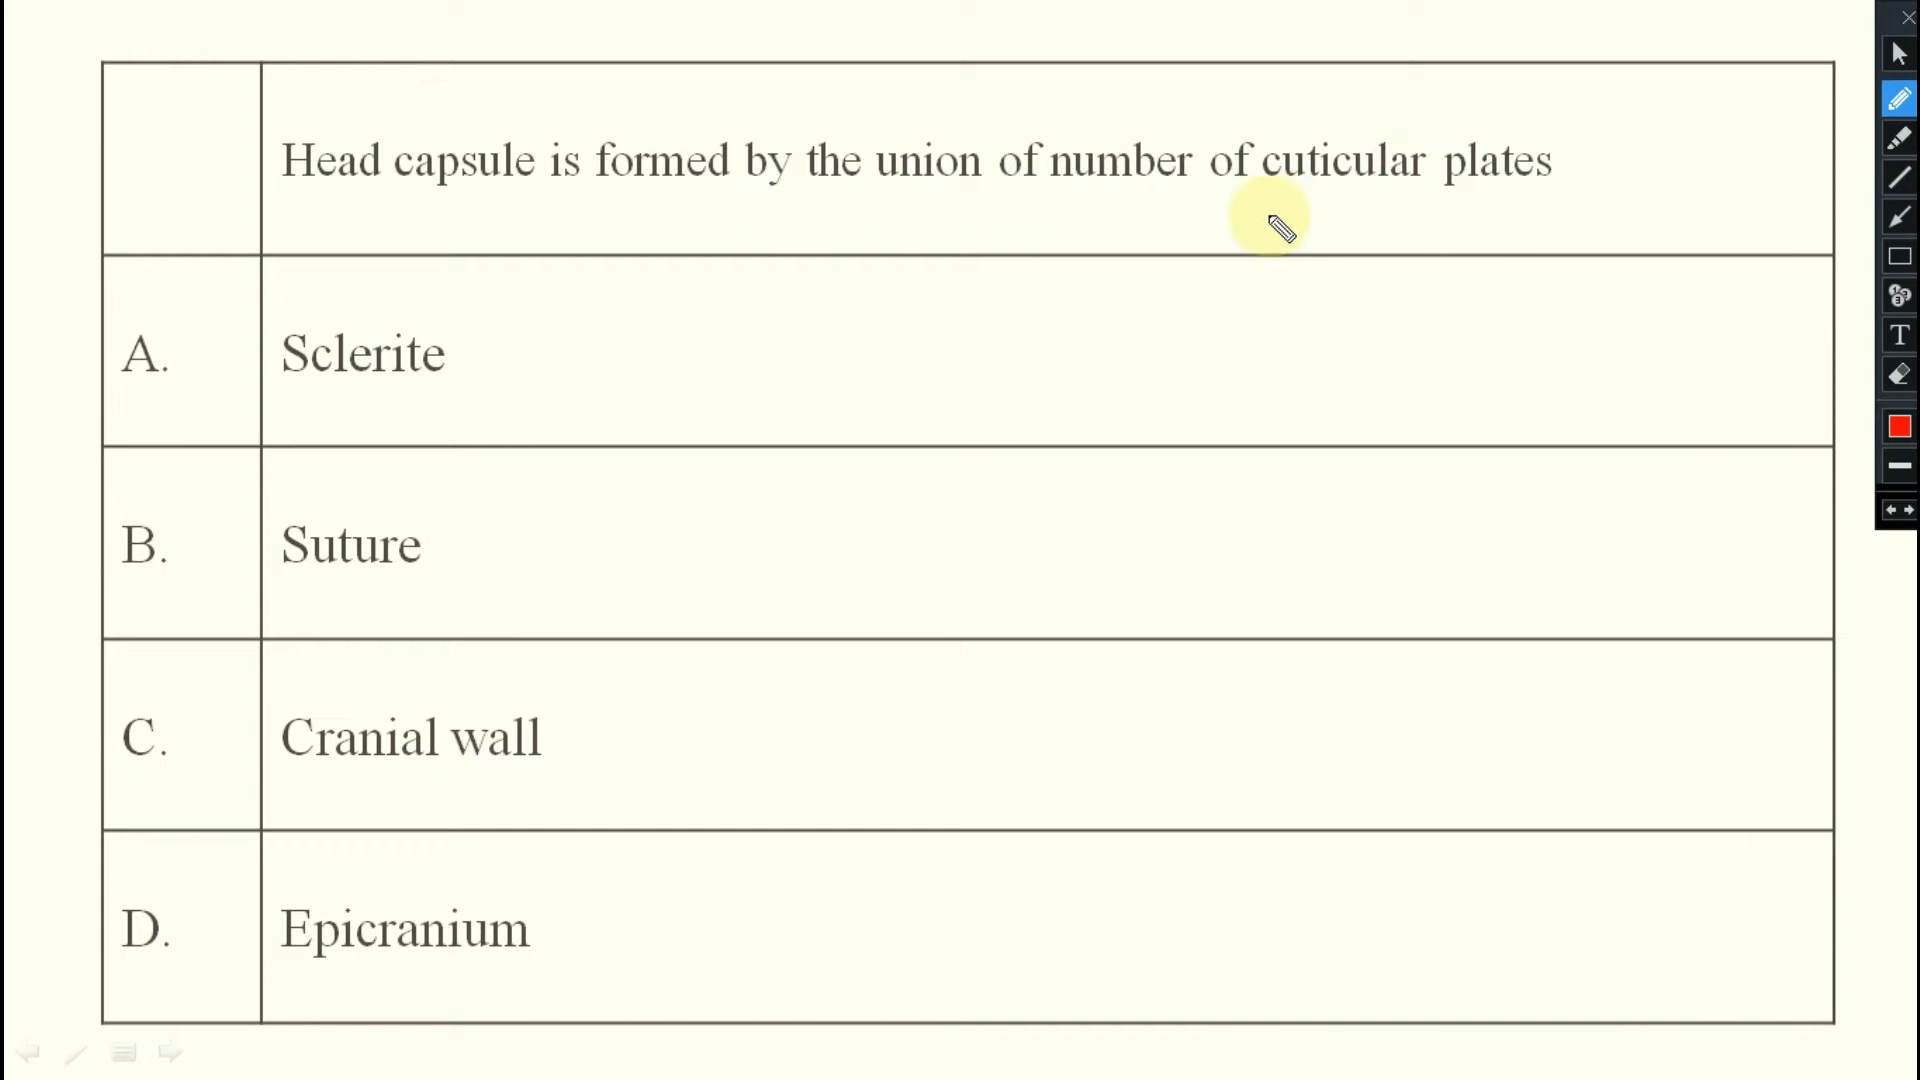 Head capsule is formed by the union of number of cuticular plates
A. Sclerite
B. Suture
C. Cranial wall
D. Epicranium
T